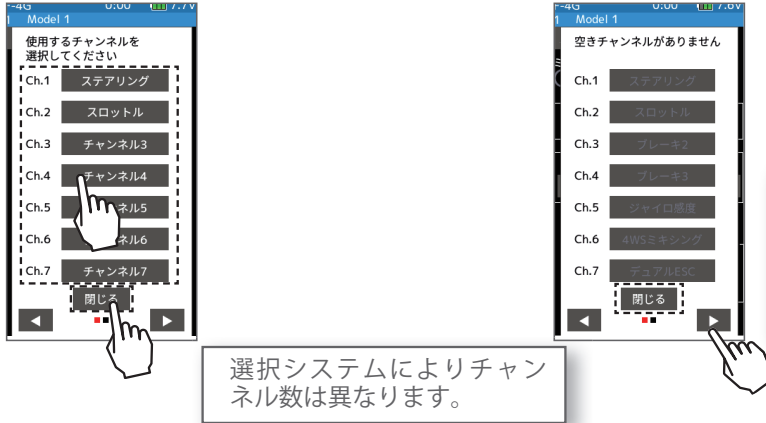 -4G 0:00 7.7V
1 Model 1
使用するチャンネルを
選択してください
Ch.1 ステアリング
Ch.2 スロットル
Ch.3 チャンネル3
Ch.4 チャンネル4
Ch.5 ネル5
Ch.6 ネル6
Ch.7 チャンネル7
閉じる
-4G 0:00 7.6V
1 Model 1
空きチャンネルがありません
Ch.1 ステアリング
Ch.2 スロットル
Ch.3 ブレーキ2
Ch.4 ブレーキ3
Ch.5 ジャイロ感度
Ch.6 4WSミキシング
Ch.7 デュアルESC
閉じる
選択システムによりチャン
ネル数は異なります。